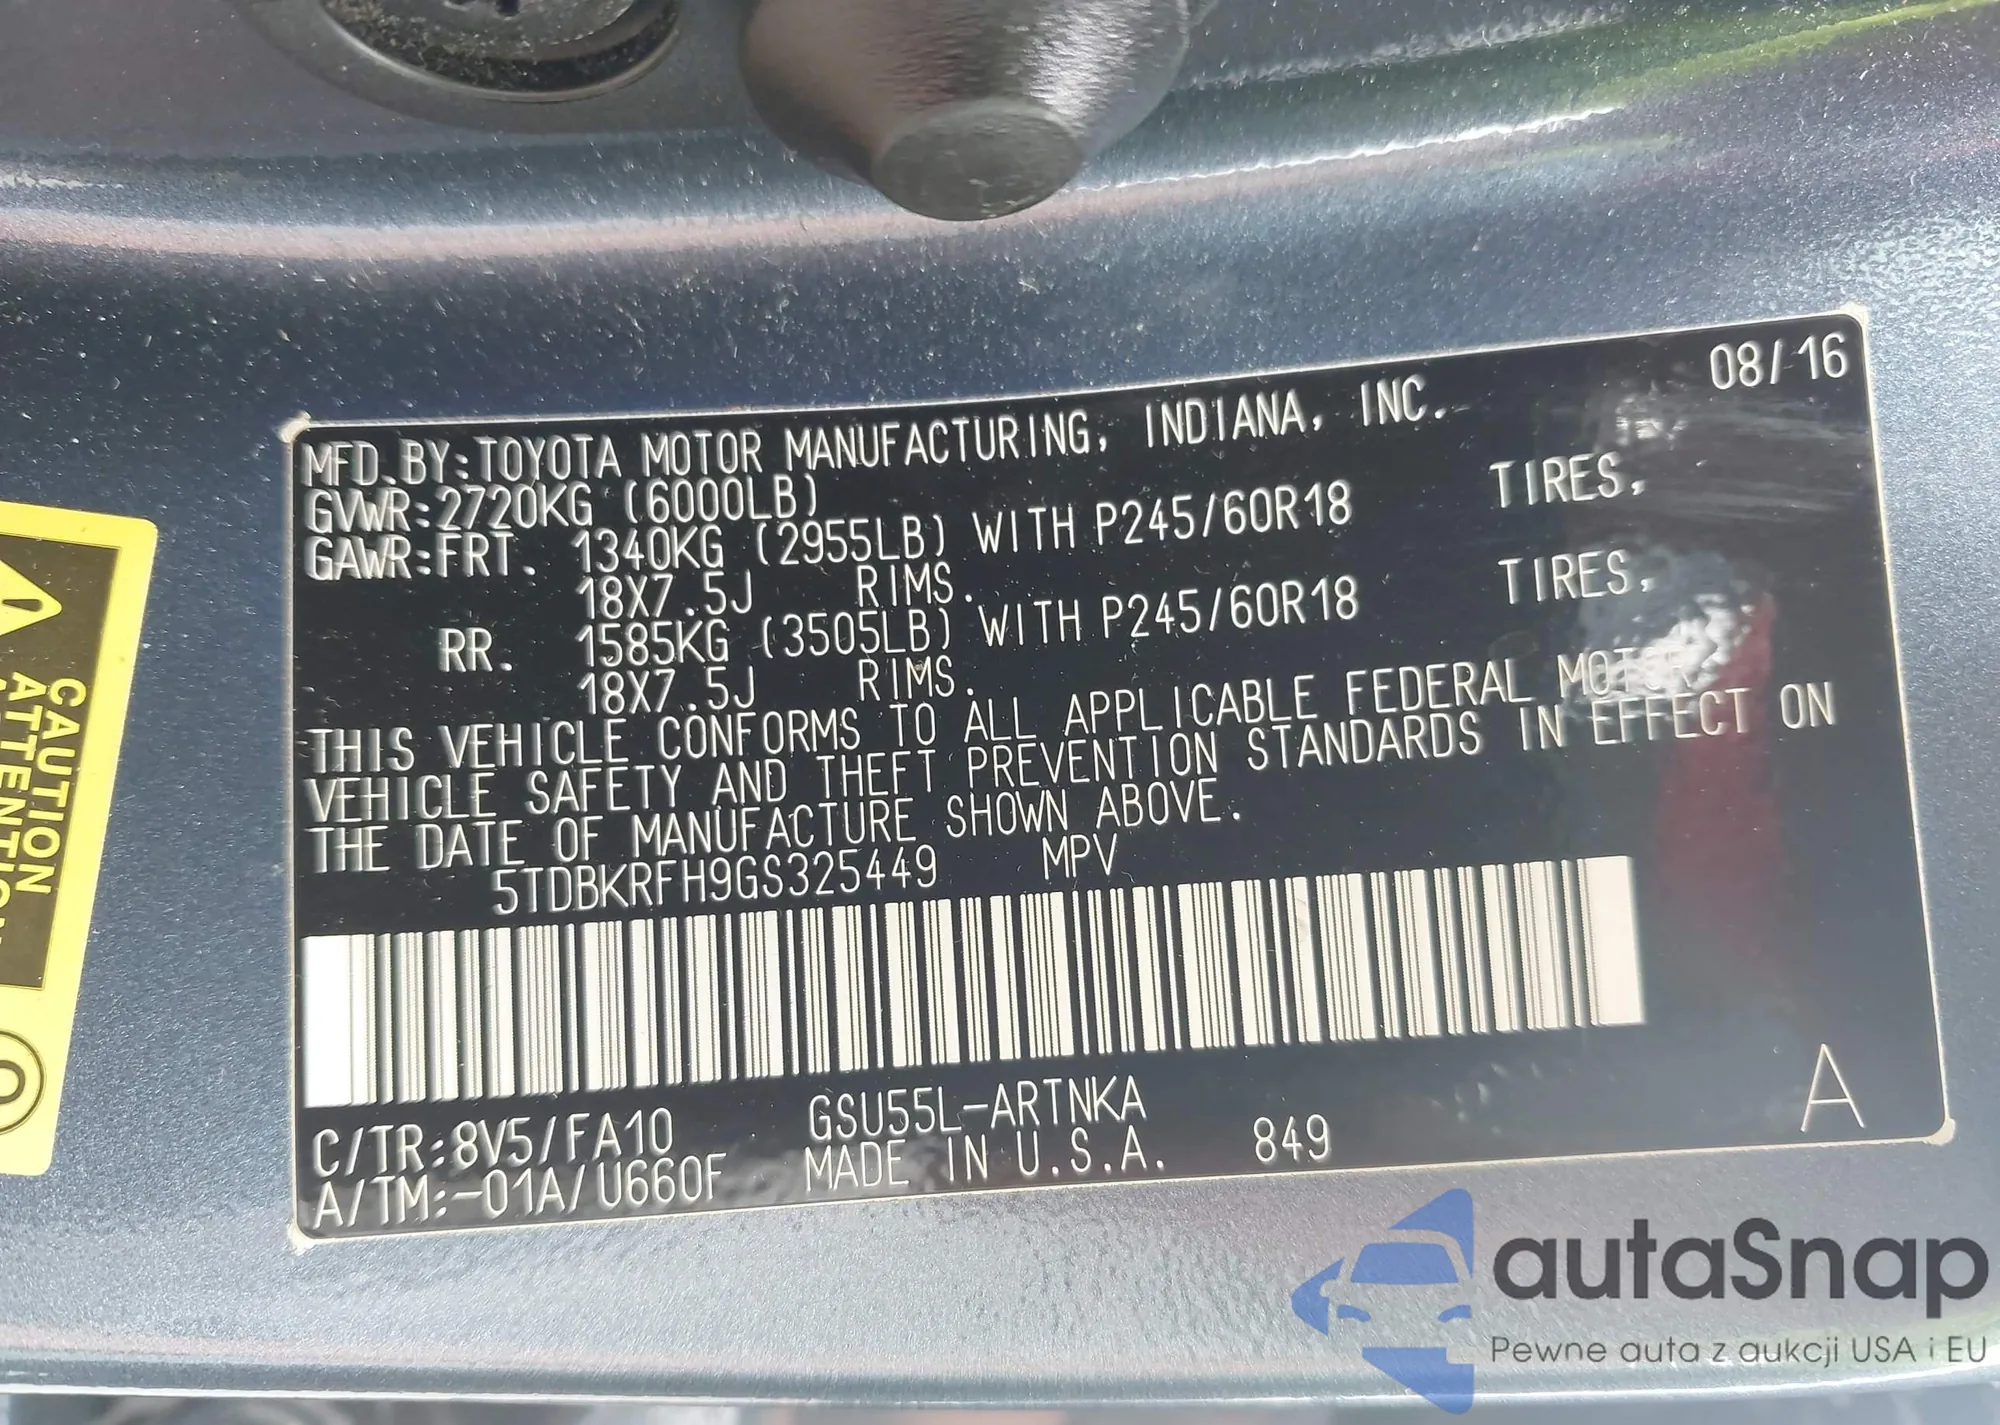 08/16
MFD.BY:TOYOTA MOTOR MANUFACTURING, INDIANA, INC.
GVWR:2720KG (6000LB)
GAWR:FRT. 1340KG (2955LB) WITH P245/60R18 TIRES,
18X7.5J RIMS.
RR. 1585KG (3505LB) WITH P245/60R18 TIRES,
18X7.5J RIMS.
THIS VEHICLE CONFORMS TO ALL APPLICABLE FEDERAL MOTOR
VEHICLE SAFETY AND THEFT PREVENTION STANDARDS IN EFFECT ON
THE DATE OF MANUFACTURE SHOWN ABOVE.
5TDBKRFH9GS325449 MPV
C/TR:8V5/FA10 GSU55L-ARTNKA
A/TM:-01A/U660F MADE IN U.S.A. 849
A
CAUTION
ATTENTION
autaSnap
Pewne auta z aukcji USA i EU